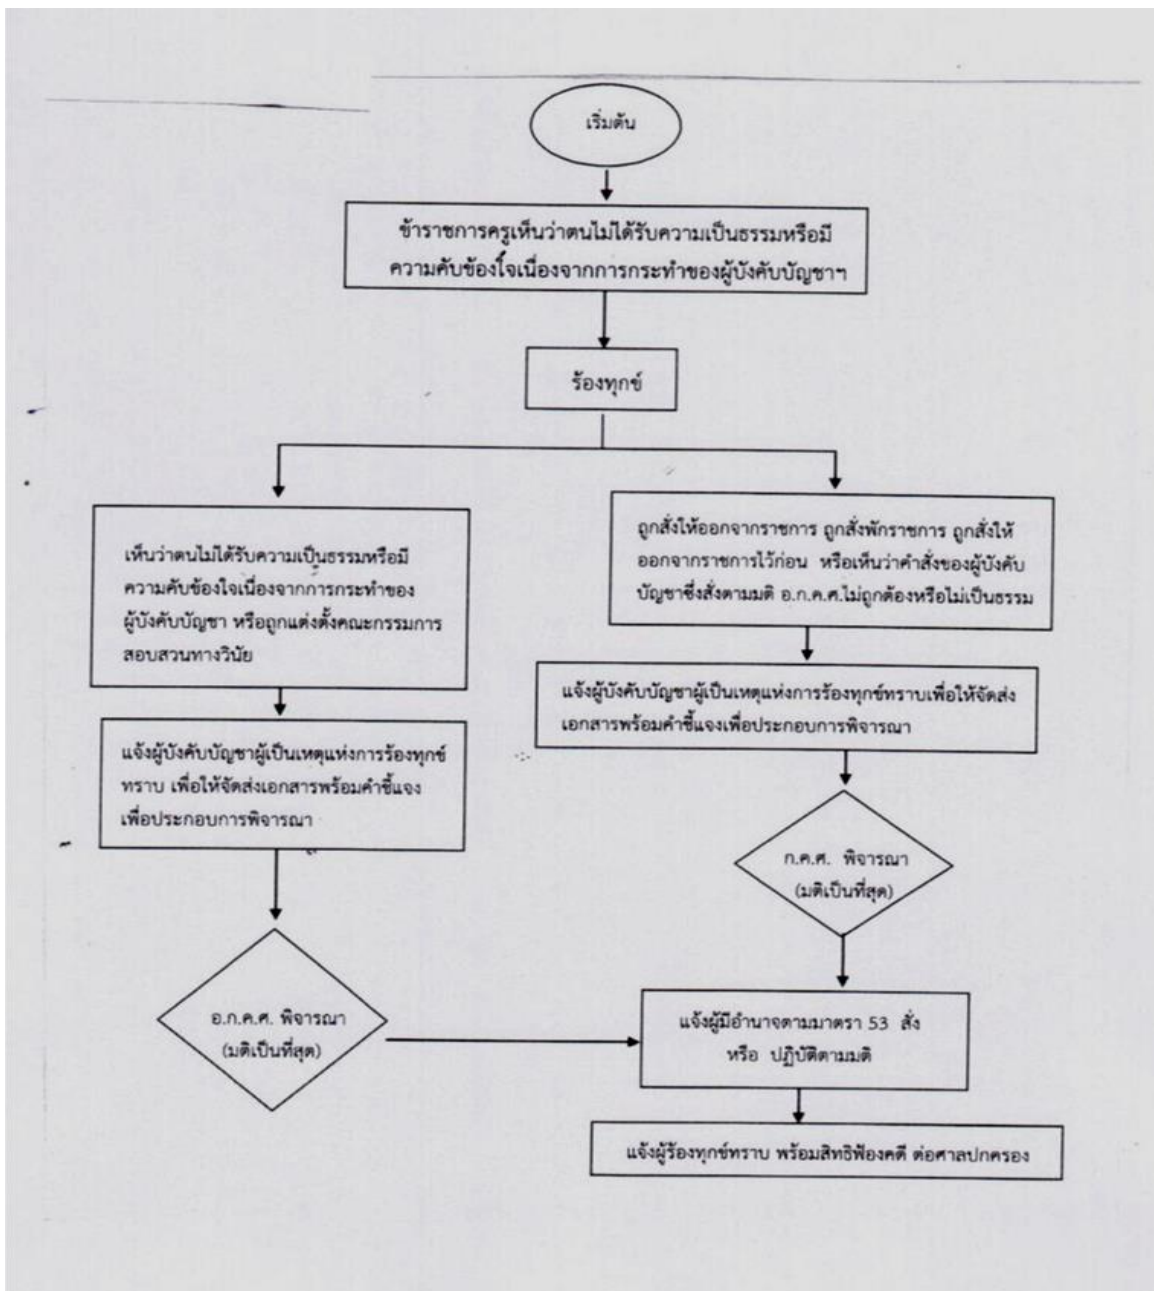 เริ่มต้น
ข้าราชการครูเห็นว่าตนไม่ได้รับความเป็นธรรมหรือมี
ความคับข้องใจเนื่องจากการกระทำของผู้บังคับบัญชาฯ
ร้องทุกข์
เห็นว่าตนไม่ได้รับความเป็นธรรมหรือมี
ความคับข้องใจเนื่องจากการกระทำของ
ผู้บังคับบัญชา หรือถูกแต่งตั้งคณะกรรมการ
สอบสวนทางวินัย
แจ้งผู้บังคับบัญชาผู้เป็นเหตุแห่งการร้องทุกข์
ทราบ เพื่อให้จัดส่งเอกสารพร้อมคำชี้แจง
เพื่อประกอบการพิจารณา
อ.ก.ค.ศ. พิจารณา
(มติเป็นที่สุด)
ถูกสั่งให้ออกจากราชการ ถูกสั่งพักราชการ ถูกสั่งให้
ออกจากราชการไว้ก่อน หรือเห็นว่าคำสั่งของผู้บังคับ
บัญชาซึ่งสั่งตามมติ อ.ก.ค.ศ.ไม่ถูกต้องหรือไม่เป็นธรรม
แจ้งผู้บังคับบัญชาผู้เป็นเหตุแห่งการร้องทุกข์ทราบเพื่อให้จัดส่ง
เอกสารพร้อมคำชี้แจงเพื่อประกอบการพิจารณา
ก.ค.ศ. พิจารณา
(มติเป็นที่สุด)
แจ้งผู้มีอำนาจตามมาตรา 53 สั่ง
หรือ ปฏิบัติตามมติ
แจ้งผู้ร้องทุกข์ทราบ พร้อมสิทธิฟ้องคดี ต่อศาลปกครอง